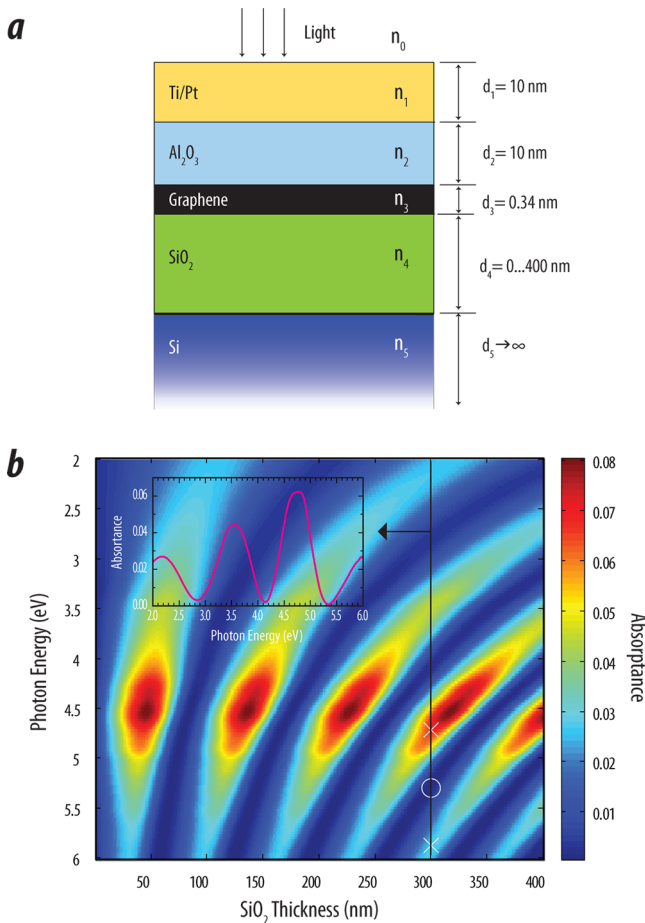 a
Light
n₀
Ti/Pt
n₁
d₁= 10 nm
Al₂O₃
n₂
d₂= 10 nm
Graphene
n₃
d₃= 0.34 nm
SiO₂
n₄
d₄= 0...400 nm
Si
n₅
d₅→∞
b
2
2.5
3
3.5
4
4.5
5
5.5
6
Photon Energy (eV)
50
100
150
200
250
300
350
400
SiO₂ Thickness (nm)
0.06
0.04
0.02
0.00
Absortance
2.0 2.5 3.0 3.5 4.0 4.5 5.0 5.5 6.0
Photon Energy (eV)
0.08
0.07
0.06
0.05
0.04
0.03
0.02
0.01
Absorptance